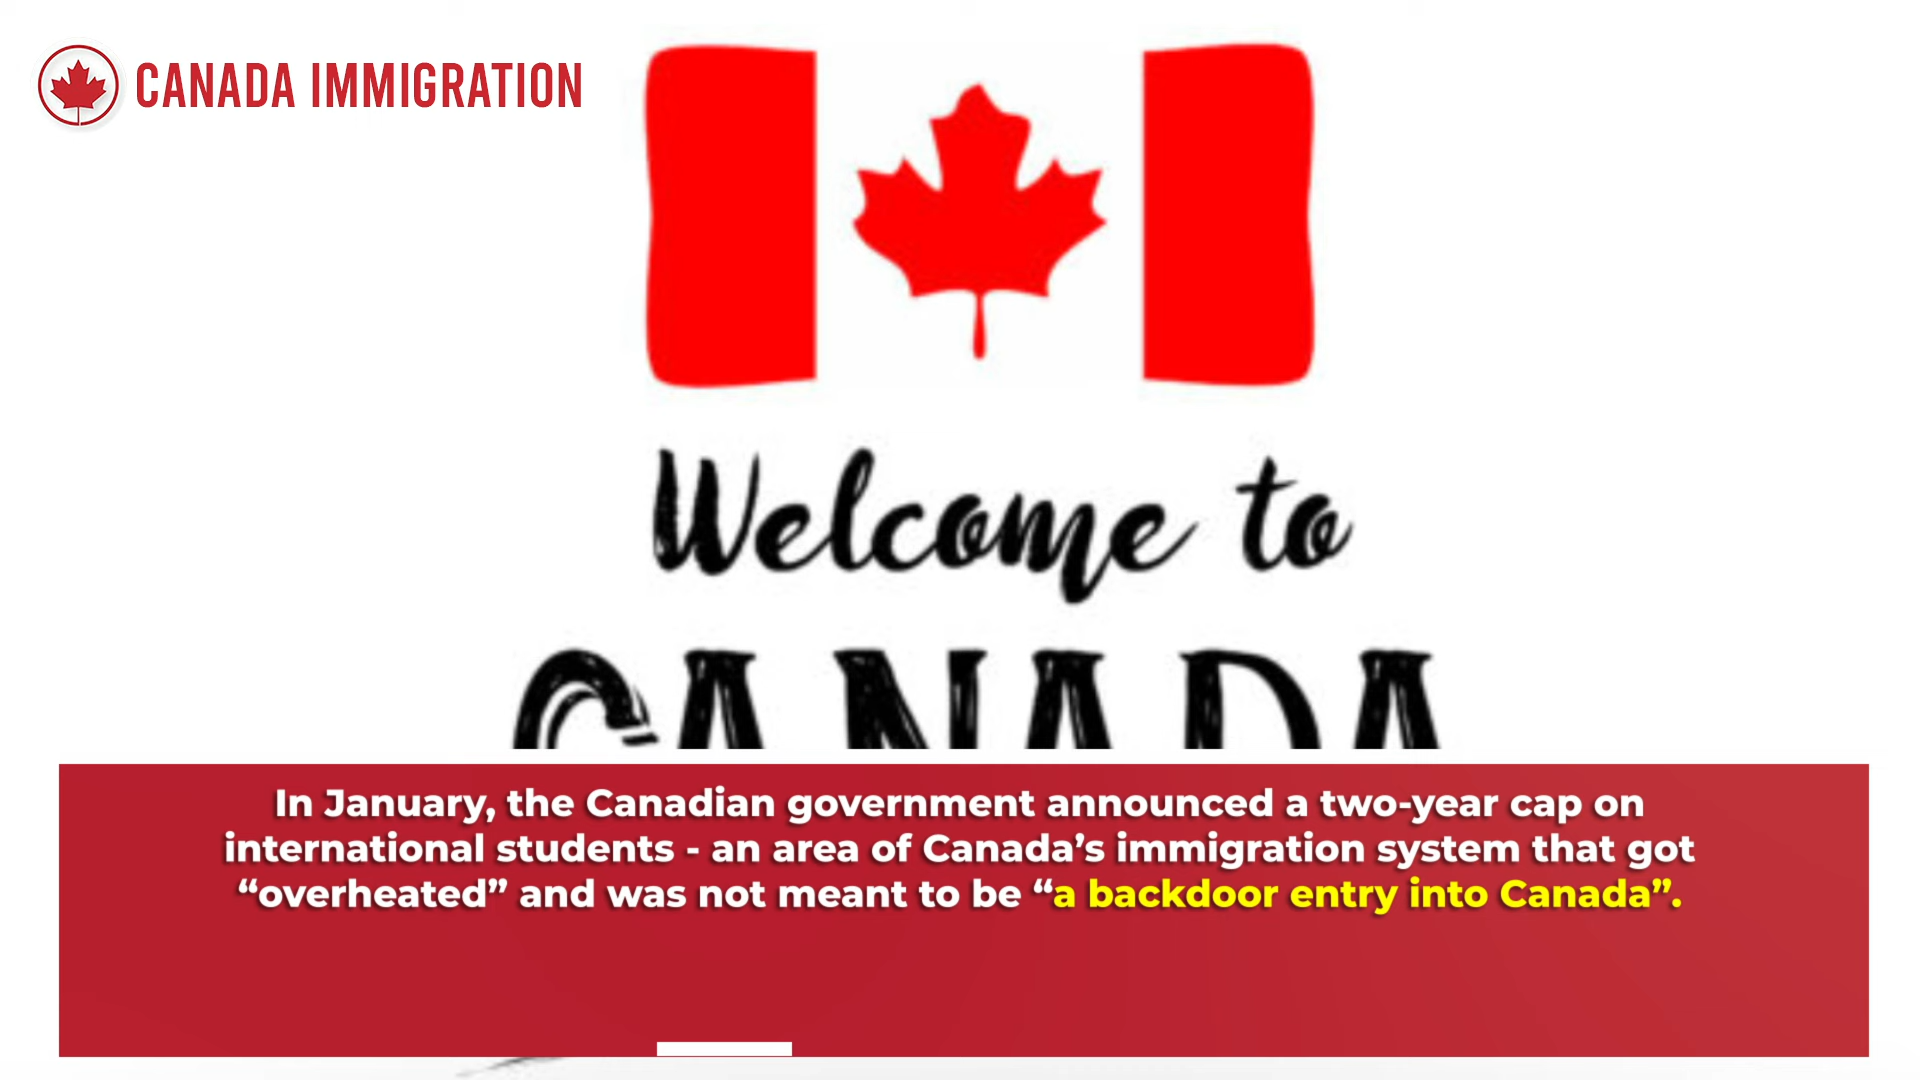 CANADA IMMIGRATION
Welcome to
CANADA
In January, the Canadian government announced a two-year cap on
international students - an area of Canada’s immigration system that got
“overheated” and was not meant to be “a backdoor entry into Canada”.